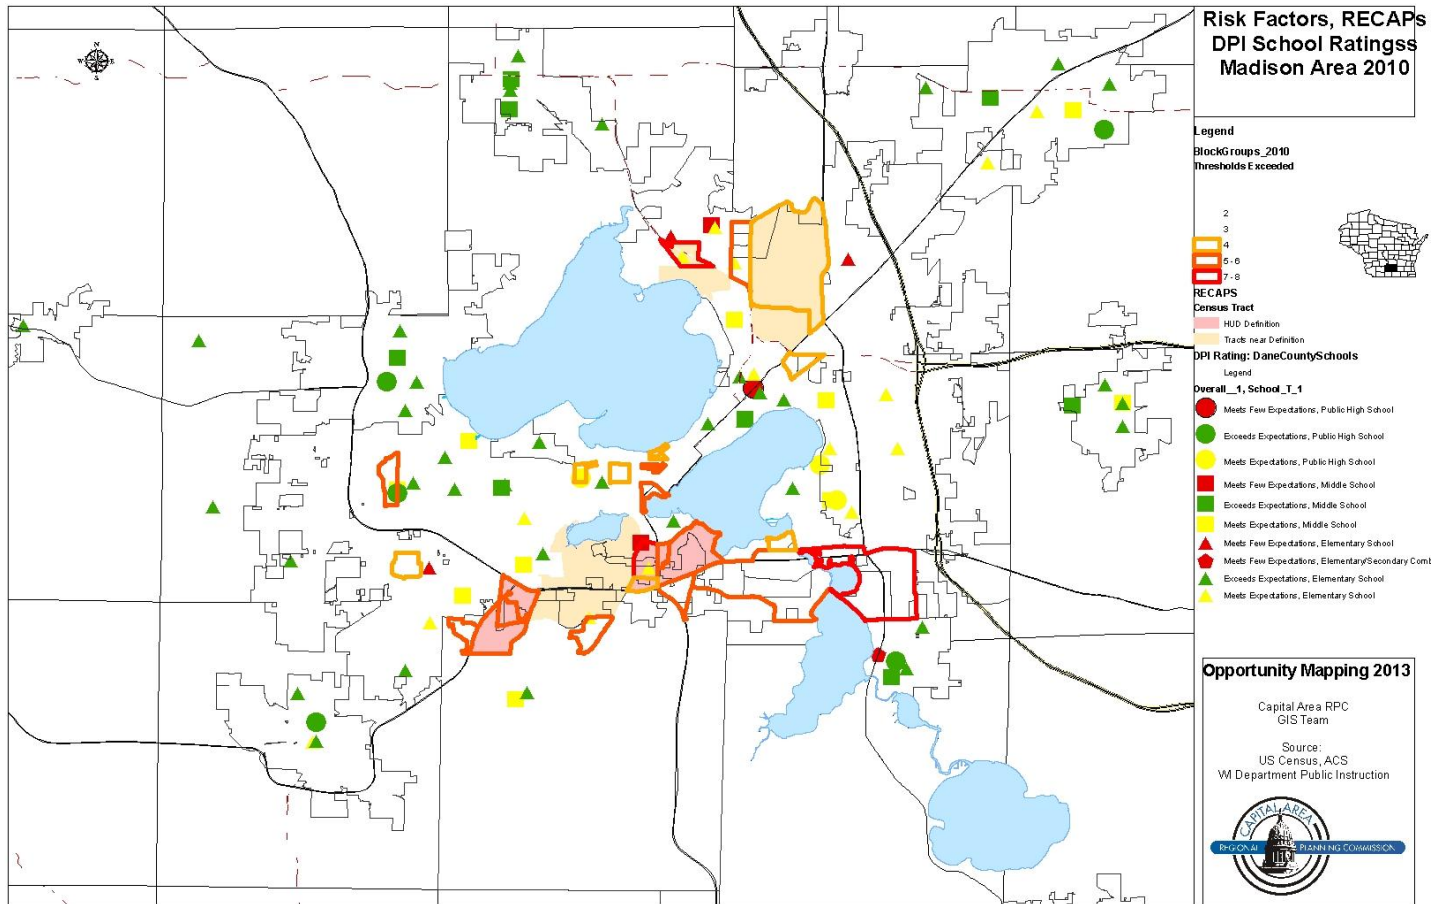 Risk Factors, RECAPs
DPI School Ratingss
Madison Area 2010
N
W
E
S
Legend
BlockGroups_2010
Thresholds Exceeded
2
3
4
5-6
7-8
RECAPS
Census Tract
HUD Definition
Tracts near Definition
DPI Rating: DaneCountySchools
Legend
Overall__1, School_T_1
Meets Few Expectations, Public High School
Exceeds Expectations, Public High School
Meets Expectations, Public High School
Meets Few Expectations, Middle School
Exceeds Expectations, Middle School
Meets Expectations, Middle School
Meets Few Expectations, Elementary School
Meets Few Expectations, Elementary/Secondary Comb
Exceeds Expectations, Elementary School
Meets Expectations, Elementary School
Opportunity Mapping 2013
Capital Area RPC
GIS Team
Source:
US Census, ACS
WI Department Public Instruction
CAPITAL AREA
REGIONAL PLANNING COMMISSION